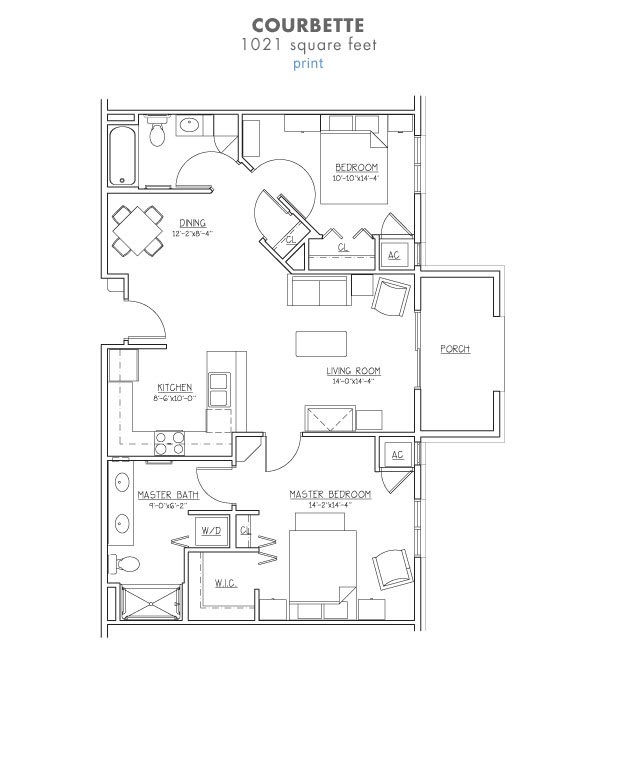 COURBETTE
1021 square feet
print
BEDROOM
10'-10"x14'-4"
DINING
12'-2"x8'-4"
CL
CL
AC
PORCH
LIVING ROOM
14'-0"x14'-4"
KITCHEN
8'-6"x10'-0"
AC
MASTER BATH
9'-0"x6'-2"
MASTER BEDROOM
14'-2"x14'-4"
W/D
CL
W.I.C.